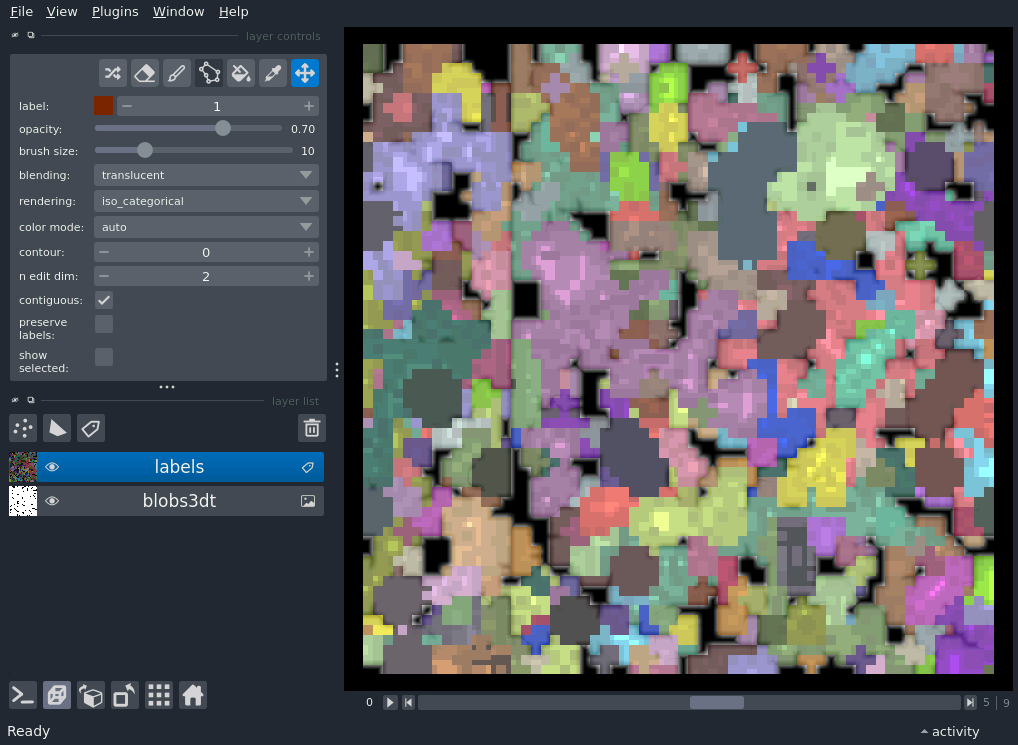 File View Plugins Window Help
layer controls
label: 1
opacity: 0.70
brush size: 10
blending: translucent
rendering: iso_categorical
color mode: auto
contour: 0
n edit dim: 2
contiguous:
preserve
labels:
show
selected:
layer list
labels
blobs3dt
0 5 9
Ready activity